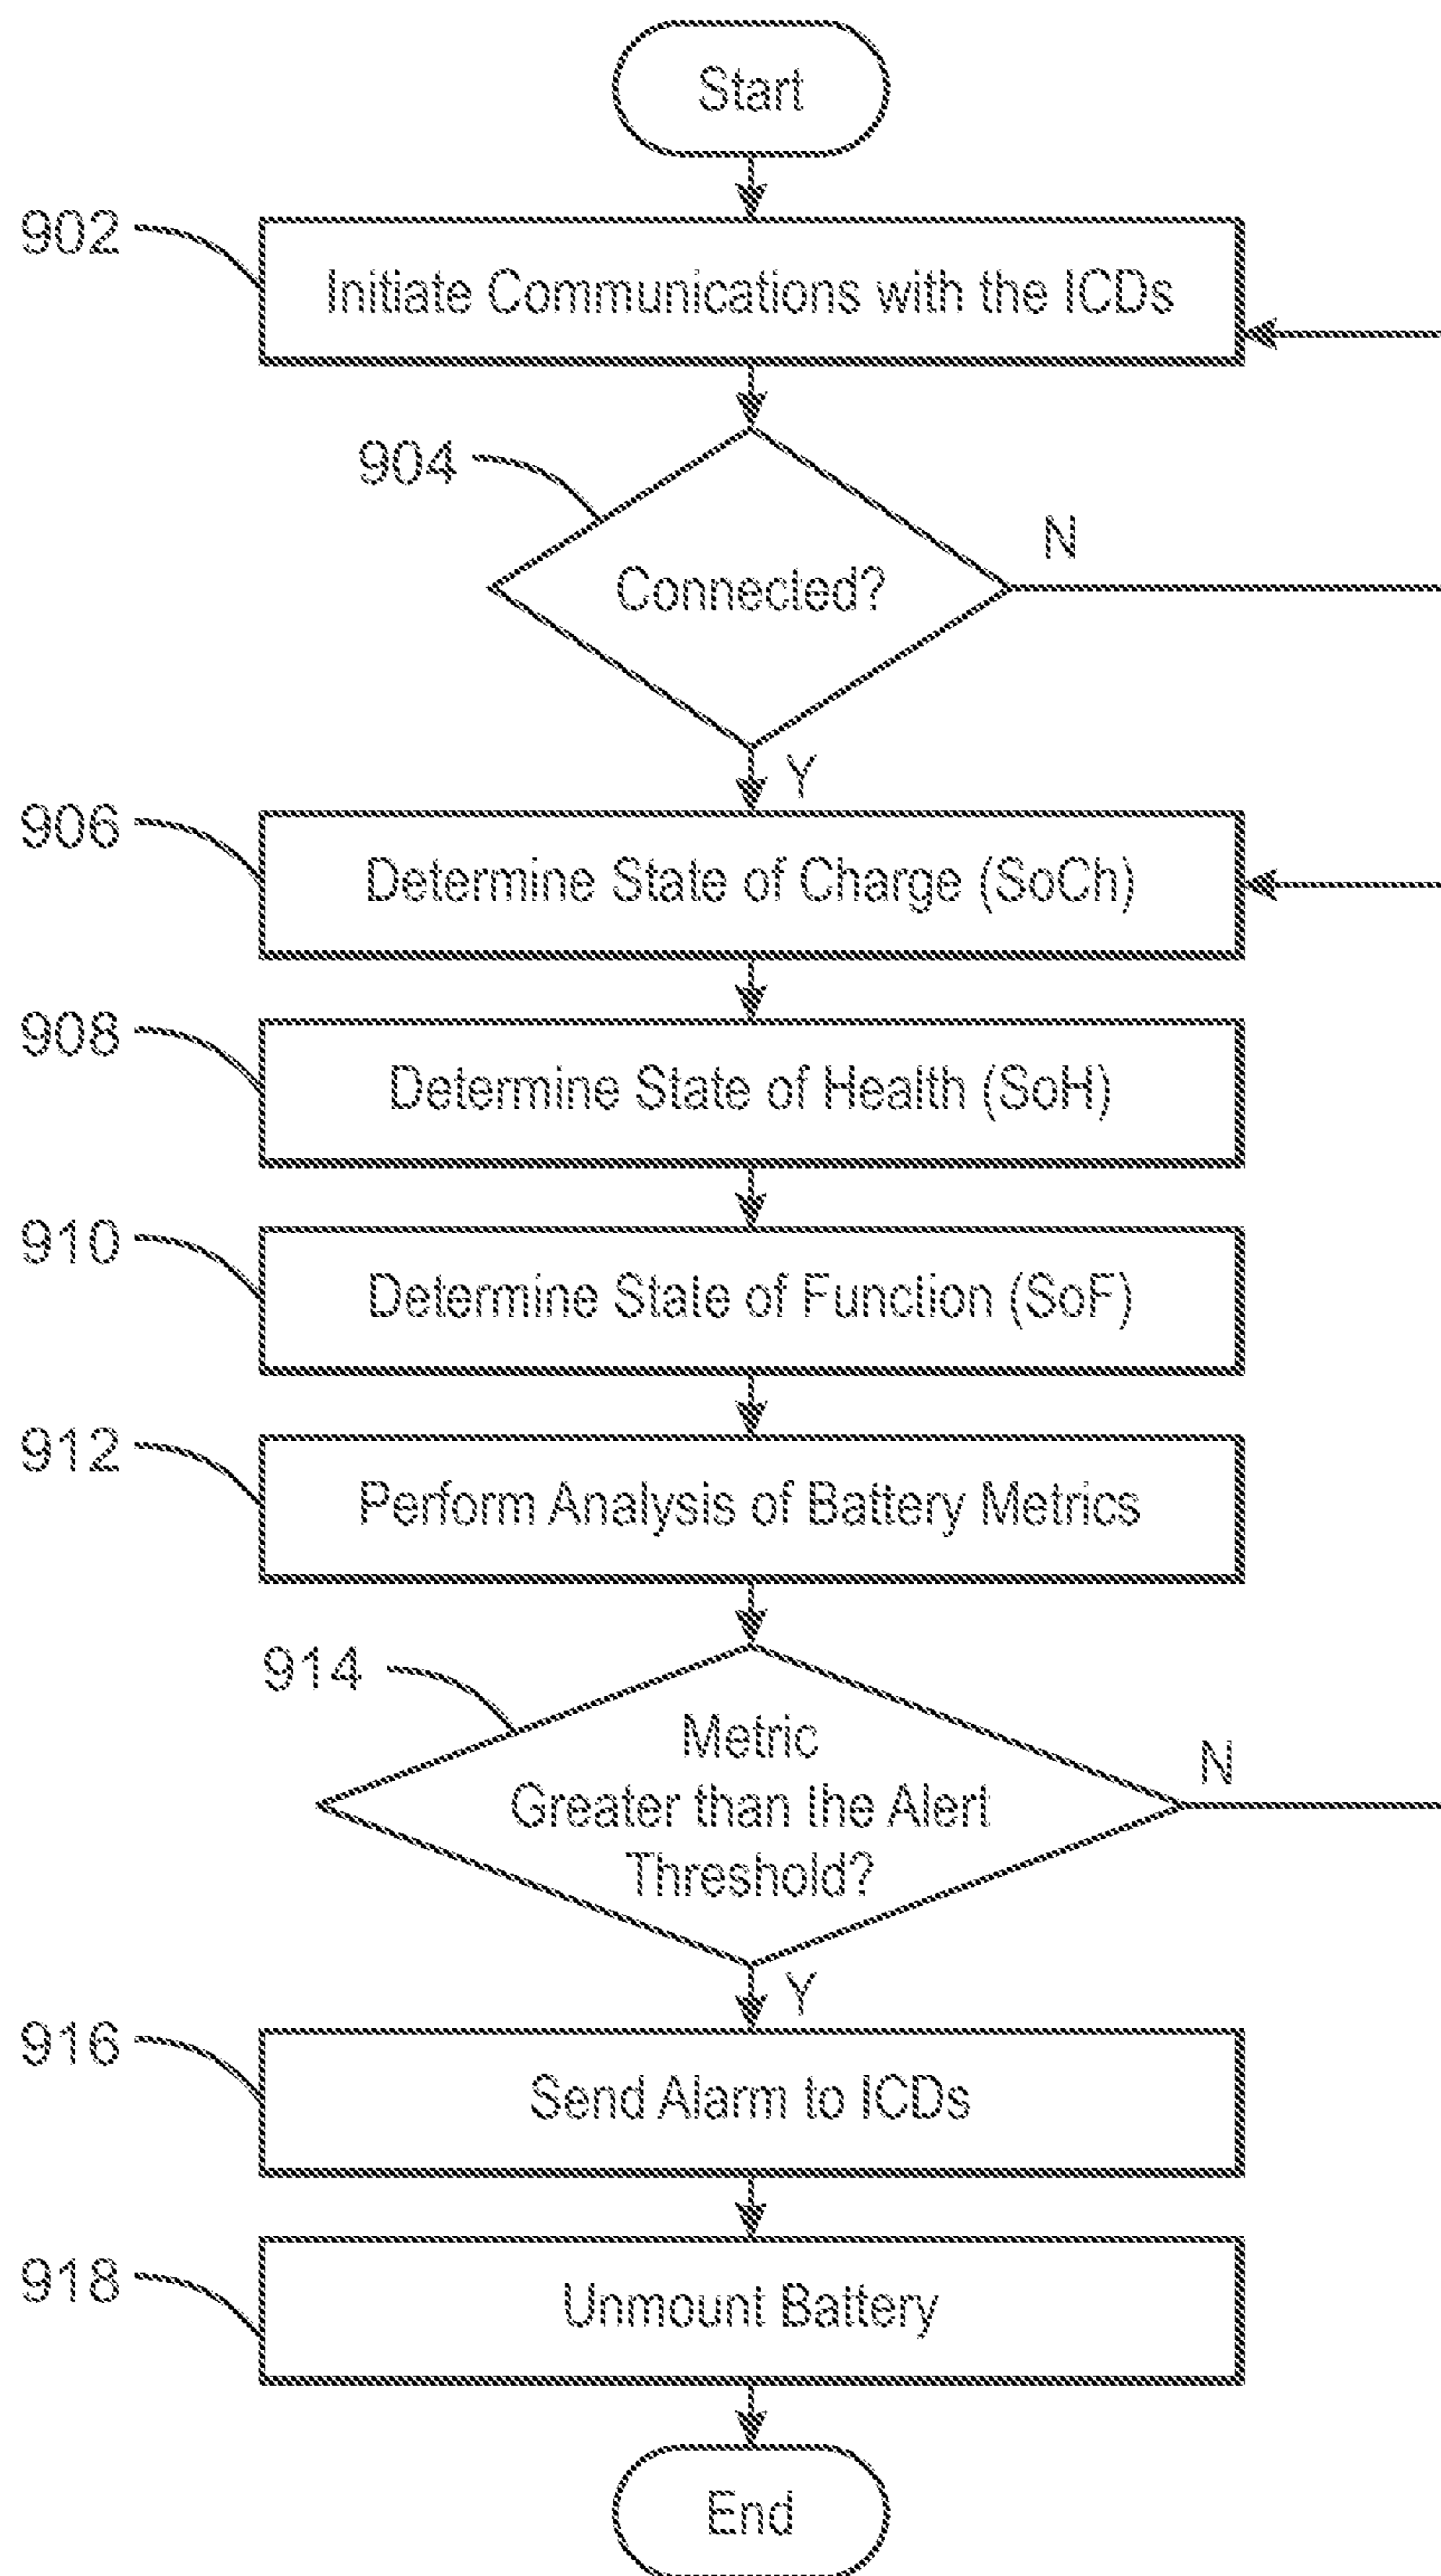 Start
902
Initiate Communications with the ICDs
904
Connected?
N
Y
906
Determine State of Charge (SoCh)
908
Determine State of Health (SoH)
910
Determine State of Function (SoF)
912
Perform Analysis of Battery Metrics
914
Metric
Greater than the Alert
Threshold?
N
Y
916
Send Alarm to ICDs
918
Unmount Battery
End